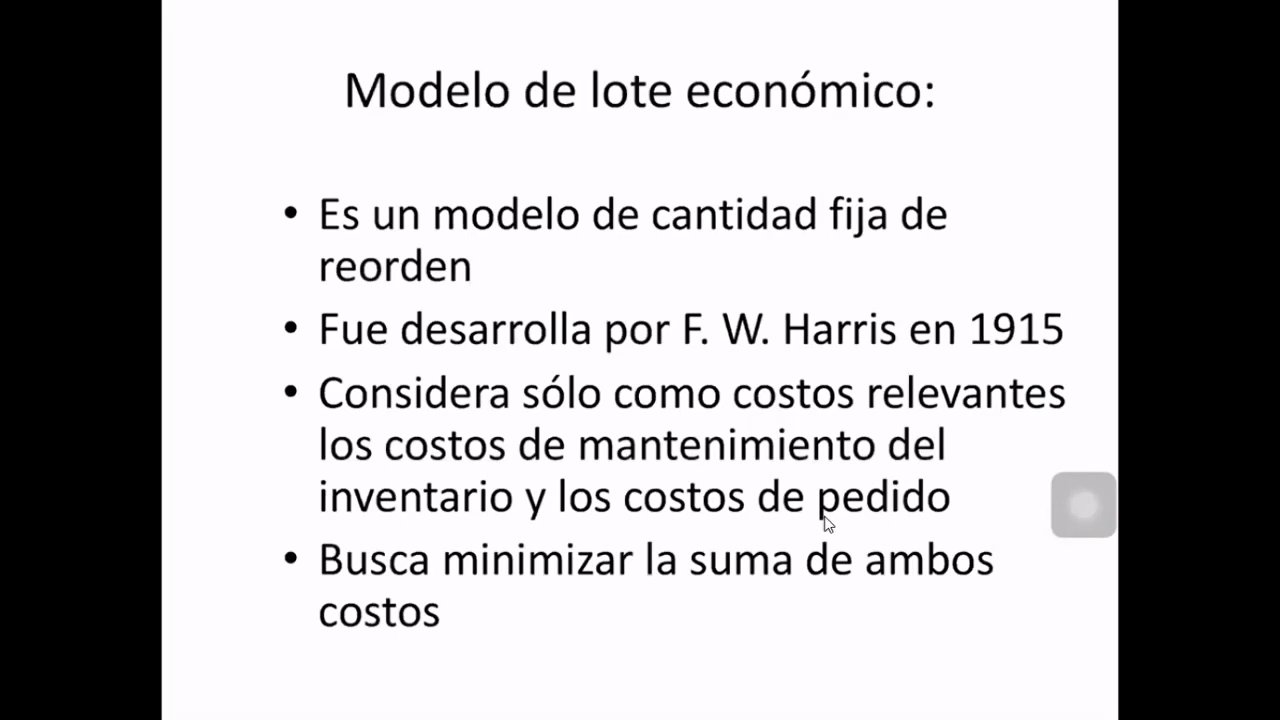 Modelo de lote económico:
• Es un modelo de cantidad fija de
reorden
• Fue desarrolla por F. W. Harris en 1915
• Considera sólo como costos relevantes
los costos de mantenimiento del
inventario y los costos de pedido
• Busca minimizar la suma de ambos
costos